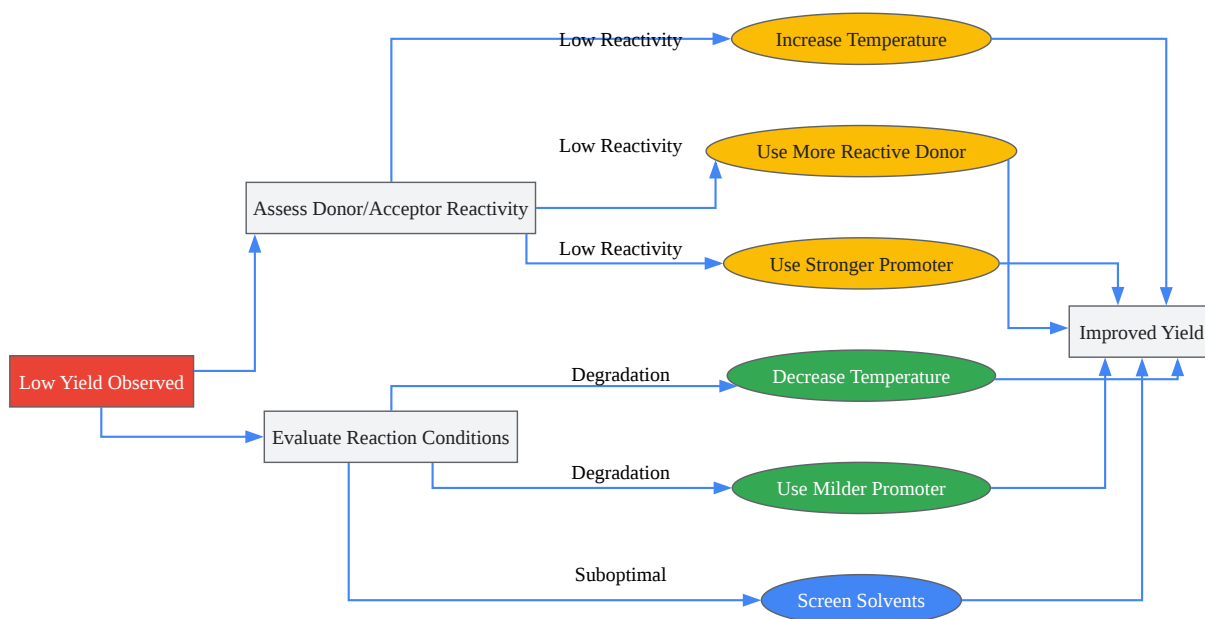 Low Reactivity
Increase Temperature
Low Reactivity
Use More Reactive Donor
Assess Donor/Acceptor Reactivity
Low Reactivity
Use Stronger Promoter
Improved Yield
Low Yield Observed
Degradation
Decrease Temperature
Evaluate Reaction Conditions
Degradation
Use Milder Promoter
Suboptimal
Screen Solvents